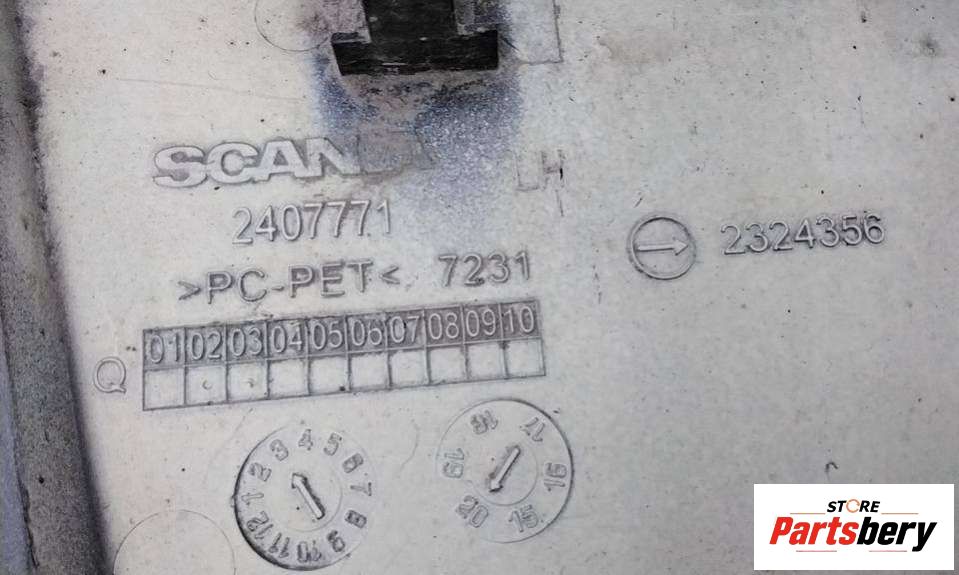 SCAN
LH
2407771
2324356
>PC-PET< 7231
01 02 03 04 05 06 07 08 09 10
Q
1 2 3 4 5 6 7 8 9 10 11 12
15 16 17 18 19 20
STORE
Partsbery